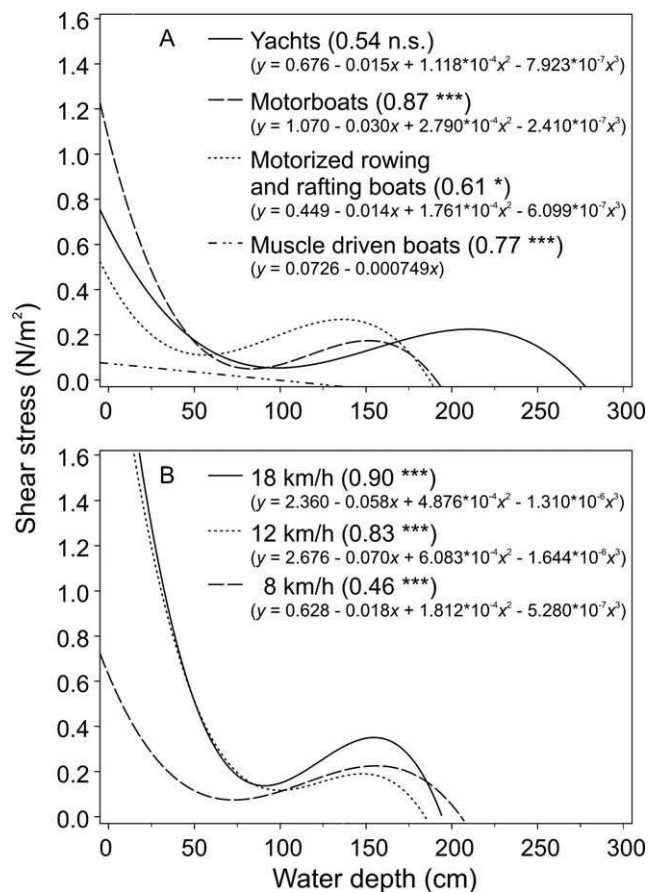 A
Yachts (0.54 n.s.)
(y = 0.676 - 0.015x + 1.118*10⁻⁴x² - 7.923*10⁻⁷x³)
Motorboats (0.87 ***)
(y = 1.070 - 0.030x + 2.790*10⁻⁴x² - 2.410*10⁻⁷x³)
Motorized rowing
and rafting boats (0.61 *)
(y = 0.449 - 0.014x + 1.761*10⁻⁴x² - 6.099*10⁻⁷x³)
Muscle driven boats (0.77 ***)
(y = 0.0726 - 0.000749x)
1.6
1.4
1.2
1.0
0.8
0.6
0.4
0.2
0.0
0 50 100 150 200 250 300
Shear stress (N/m²)
B
18 km/h (0.90 ***)
(y = 2.360 - 0.058x + 4.876*10⁻⁴x² - 1.310*10⁻⁶x³)
12 km/h (0.83 ***)
(y = 2.676 - 0.070x + 6.083*10⁻⁴x² - 1.644*10⁻⁶x³)
8 km/h (0.46 ***)
(y = 0.628 - 0.018x + 1.812*10⁻⁴x² - 5.280*10⁻⁷x³)
1.6
1.4
1.2
1.0
0.8
0.6
0.4
0.2
0.0
0 50 100 150 200 250 300
Water depth (cm)